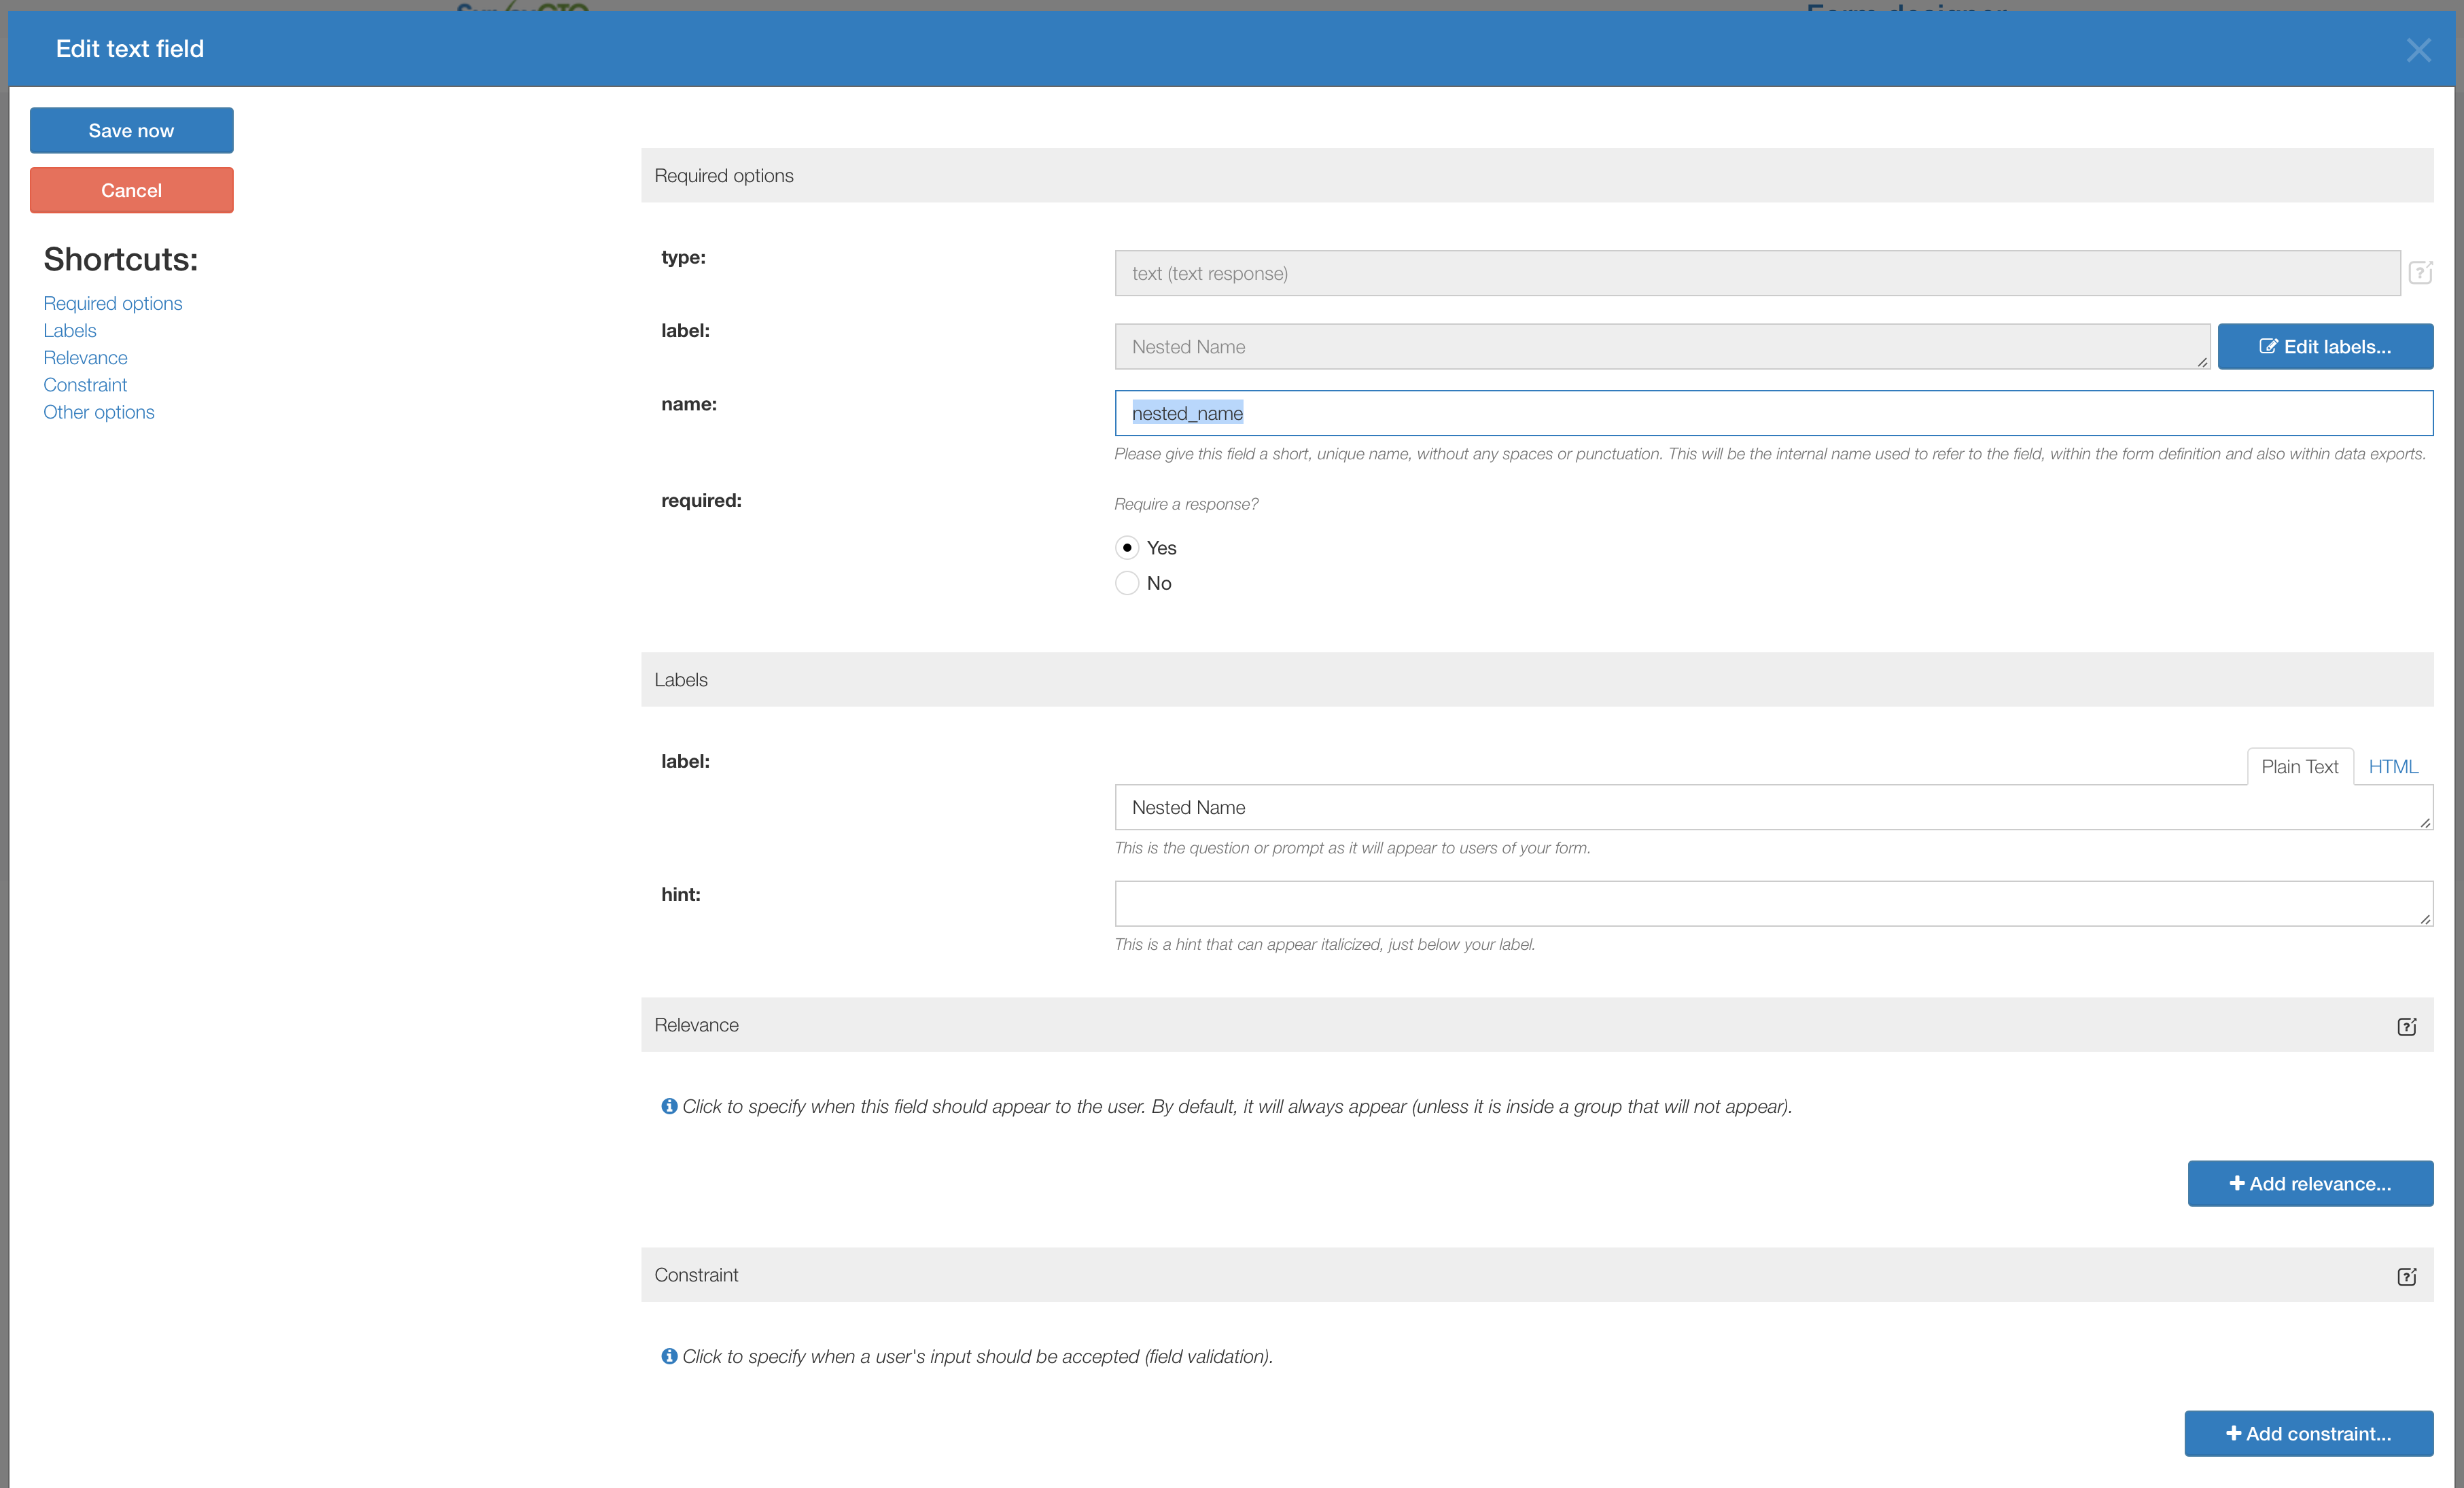 Edit text field
Save now
Cancel
Shortcuts:
Required options
Labels
Relevance
Constraint
Other options
Required options
type:
text (text response)
label:
Nested Name
Edit labels...
name:
nested_name
Please give this field a short, unique name, without any spaces or punctuation. This will be the internal name used to refer to the field, within the form definition and also within data exports.
required:
Require a response?
Yes
No
Labels
label:
Plain Text
HTML
Nested Name
This is the question or prompt as it will appear to users of your form.
hint:
This is a hint that can appear italicized, just below your label.
Relevance
Click to specify when this field should appear to the user. By default, it will always appear (unless it is inside a group that will not appear).
Add relevance...
Constraint
Click to specify when a user's input should be accepted (field validation).
Add constraint...